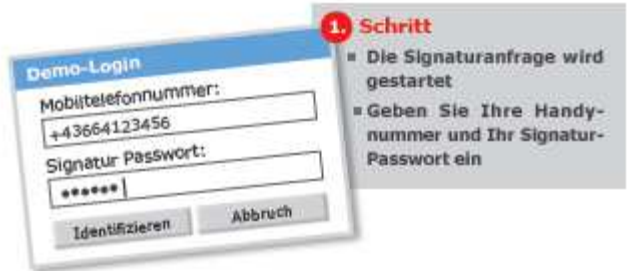 Demo-Login
Mobiltelefonnummer:
+43664123456
Signatur Passwort:
••••••
Identifizieren
Abbruch
1. Schritt
▪ Die Signaturanfrage wird
gestartet
▪ Geben Sie Ihre Handy-
nummer und Ihr Signatur-
Passwort ein